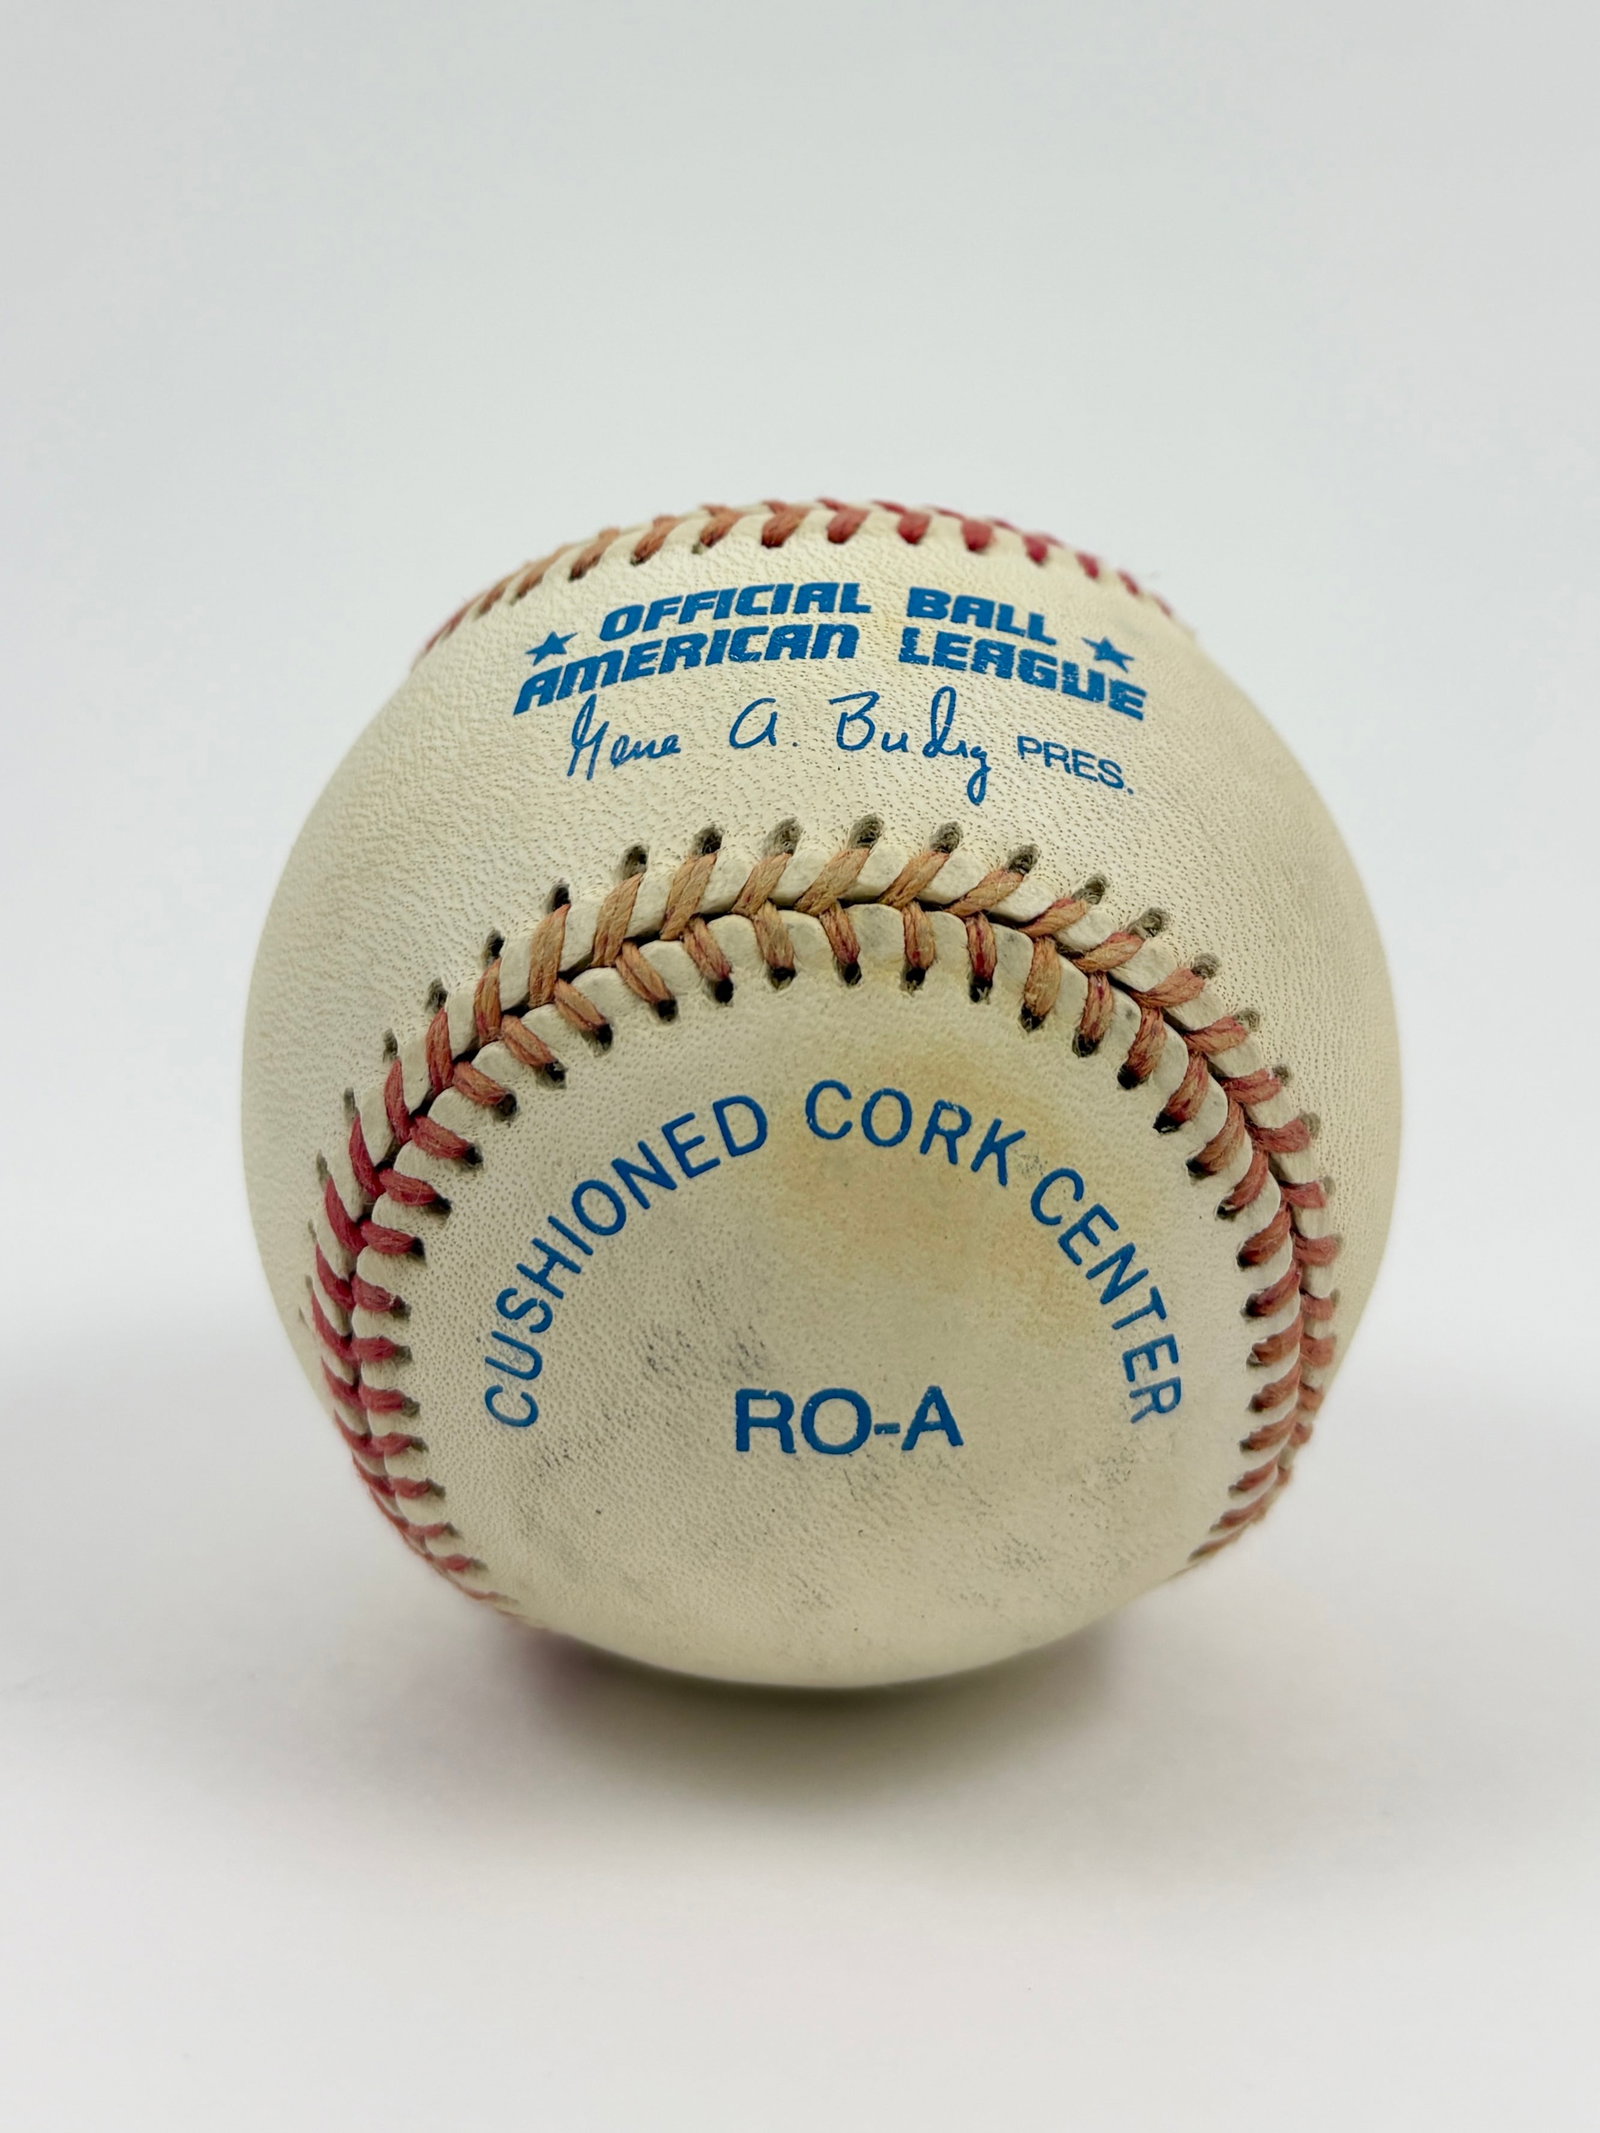 ★ OFFICIAL BALL ★
AMERICAN LEAGUE
Gene A. Budig PRES.
CUSHIONED CORK CENTER
RO-A